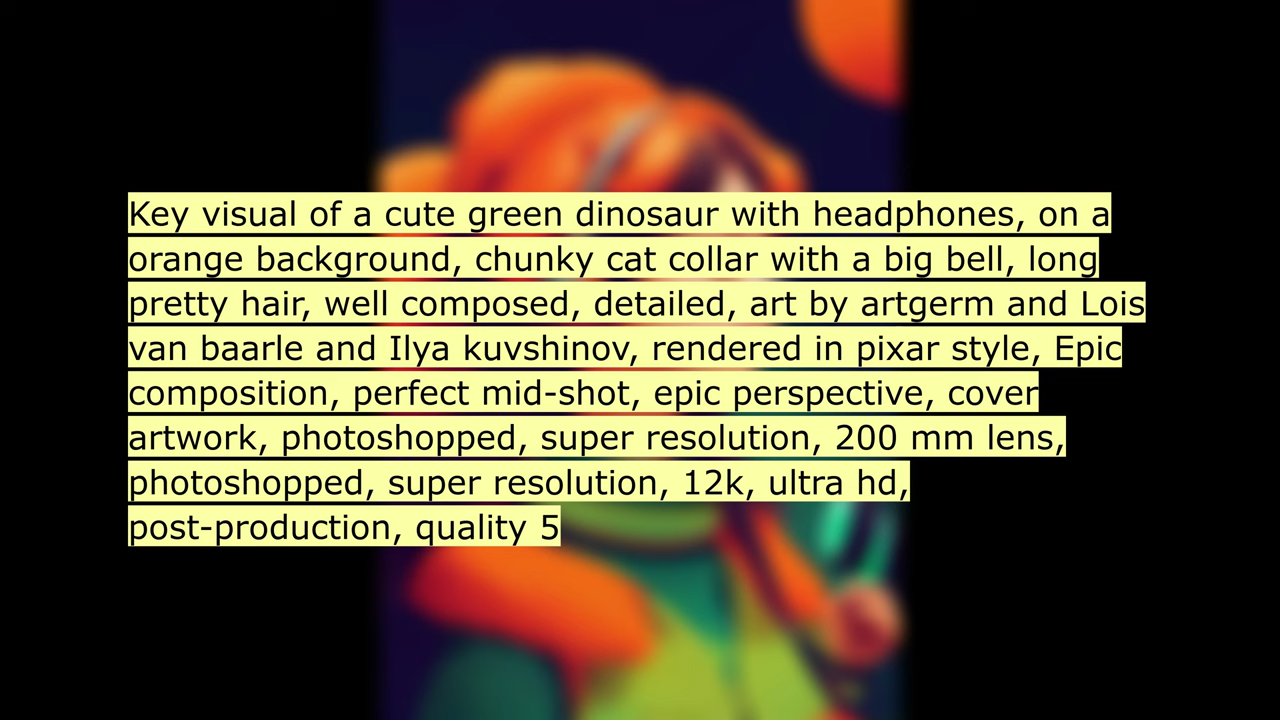 Key visual of a cute green dinosaur with headphones, on a
orange background, chunky cat collar with a big bell, long
pretty hair, well composed, detailed, art by artgerm and Lois
van baarle and Ilya kuvshinov, rendered in pixar style, Epic
composition, perfect mid-shot, epic perspective, cover
artwork, photoshopped, super resolution, 200 mm lens,
photoshopped, super resolution, 12k, ultra hd,
post-production, quality 5